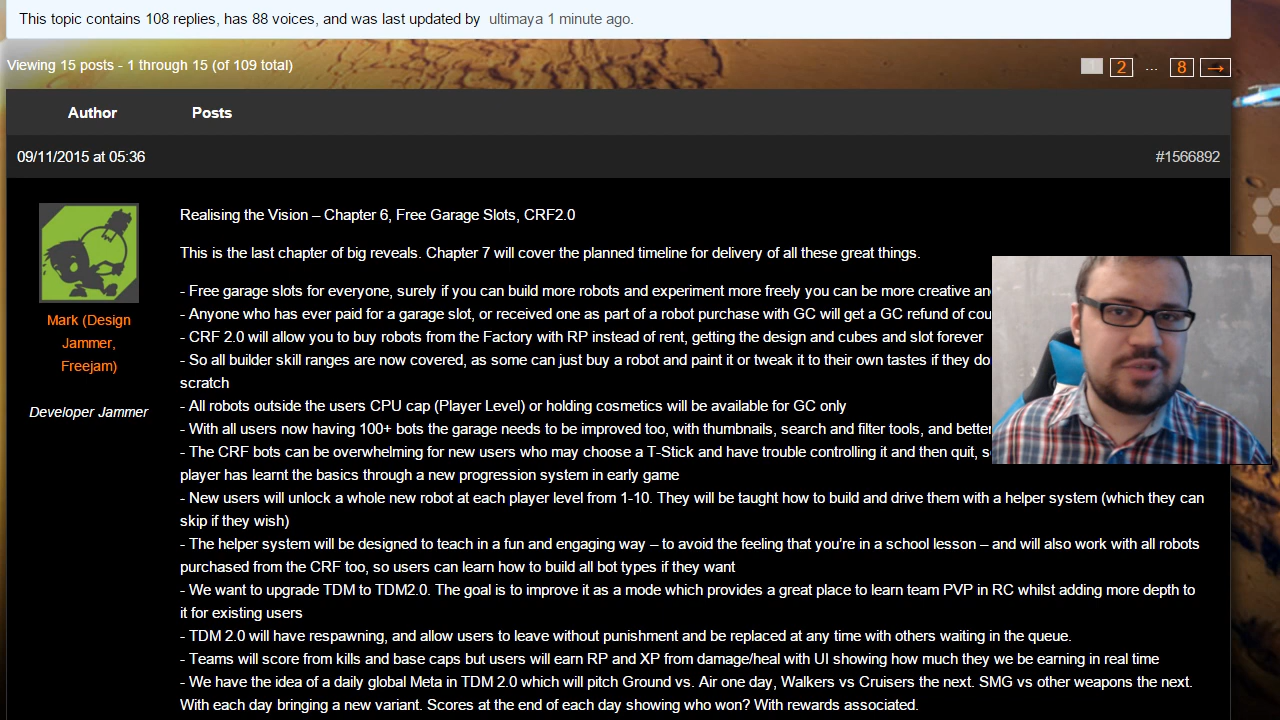 This topic contains 108 replies, has 88 voices, and was last updated by ultimaya 1 minute ago.
Viewing 15 posts - 1 through 15 (of 109 total)
2 ... 8 →
Author Posts
09/11/2015 at 05:36 #1566892
Mark (Design
Jammer,
Freejam)
Developer Jammer
Realising the Vision – Chapter 6, Free Garage Slots, CRF2.0
This is the last chapter of big reveals. Chapter 7 will cover the planned timeline for delivery of all these great things.
- Free garage slots for everyone, surely if you can build more robots and experiment more freely you can be more creative
- Anyone who has ever paid for a garage slot, or received one as part of a robot purchase with GC will get a GC refund of
- CRF 2.0 will allow you to buy robots from the Factory with RP instead of rent, getting the design and cubes and slot forever
- So all builder skill ranges are now covered, as some can just buy a robot and paint it or tweak it to their own tastes if they
scratch
- All robots outside the users CPU cap (Player Level) or holding cosmetics will be available for GC only
- With all users now having 100+ bots the garage needs to be improved too, with thumbnails, search and filter tools, and better
- The CRF bots can be overwhelming for new users who may choose a T-Stick and have trouble controlling it and then quit,
player has learnt the basics through a new progression system in early game
- New users will unlock a whole new robot at each player level from 1-10. They will be taught how to build and drive them with a helper system (which they can
skip if they wish)
- The helper system will be designed to teach in a fun and engaging way – to avoid the feeling that you're in a school lesson – and will also work with all robots
purchased from the CRF too, so users can learn how to build all bot types if they want
- We want to upgrade TDM to TDM2.0. The goal is to improve it as a mode which provides a great place to learn team PVP in RC whilst adding more depth to
it for existing users
- TDM 2.0 will have respawning, and allow users to leave without punishment and be replaced at any time with others waiting in the queue.
- Teams will score from kills and base caps but users will earn RP and XP from damage/heal with UI showing how much they we be earning in real time
- We have the idea of a daily global Meta in TDM 2.0 which will pitch Ground vs. Air one day, Walkers vs Cruisers the next. SMG vs other weapons the next.
With each day bringing a new variant. Scores at the end of each day showing who won? With rewards associated.